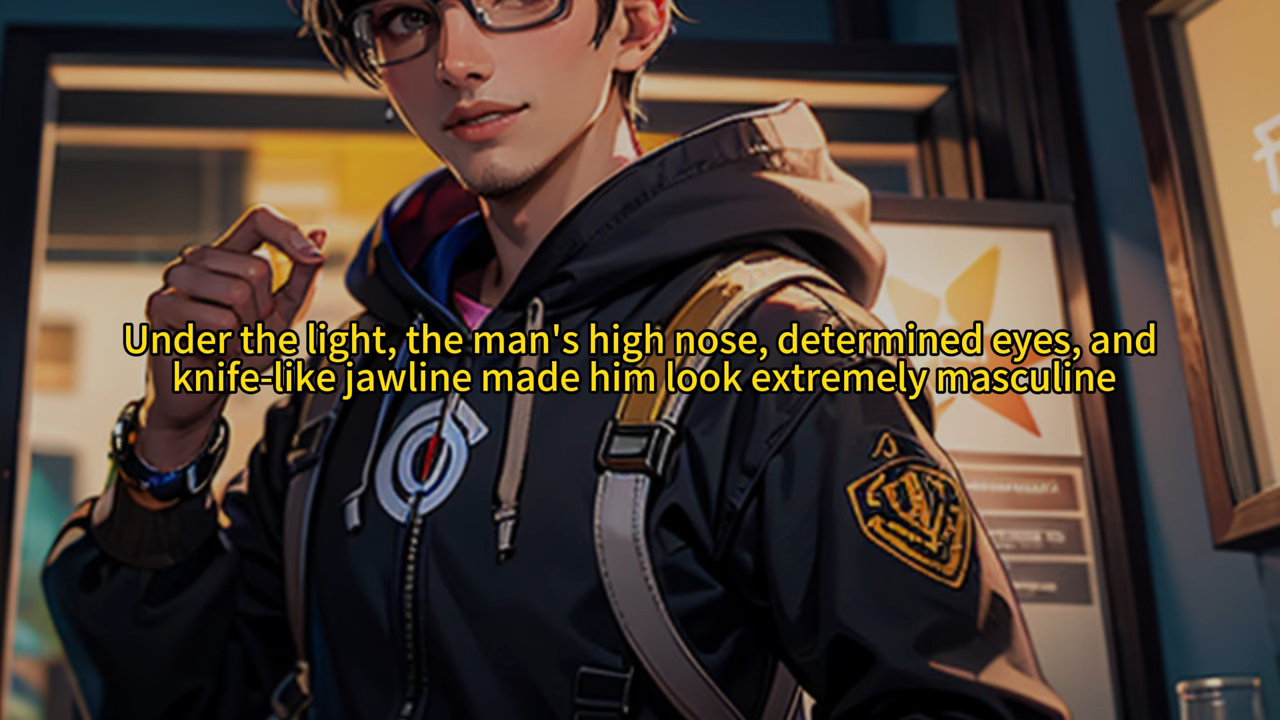 Under the light, the man's high nose, determined eyes, and
knife-like jawline made him look extremely masculine